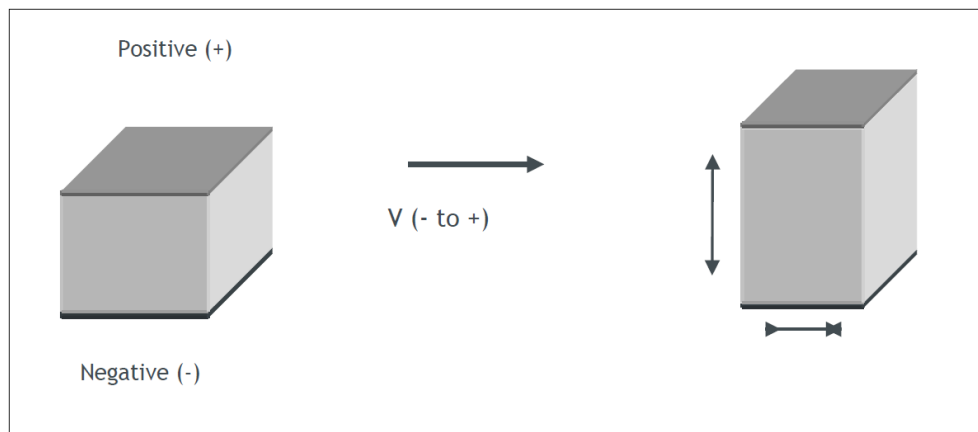 Positive (+)
V (- to +)
Negative (-)